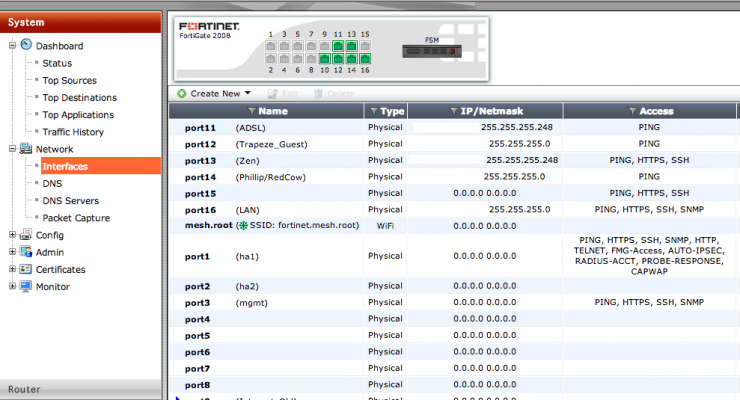 System
Dashboard
Status
Top Sources
Top Destinations
Top Applications
Traffic History
Network
Interfaces
DNS
DNS Servers
Packet Capture
Config
Admin
Certificates
Monitor
Router
FORTINET
FortiGate 200B
1 3 5 7 9 11 13 15
2 4 6 8 10 12 14 16
FSM
Create New Edit Delete
Name Type IP/Netmask Access
port11 (ADSL) Physical 255.255.255.248 PING
port12 (Trapeze_Guest) Physical 255.255.255.0 PING
port13 (Zen) Physical 255.255.255.248 PING, HTTPS, SSH
port14 (Phillip/RedCow) Physical 255.255.255.0 PING
port15 Physical 0.0.0.0 0.0.0.0 PING, HTTPS, SSH
port16 (LAN) Physical 255.255.255.0 PING, HTTPS, SSH, SNMP
mesh.root (SSID: fortinet.mesh.root) WiFi 0.0.0.0 0.0.0.0
port1 (ha1) Physical 0.0.0.0 0.0.0.0 PING, HTTPS, SSH, SNMP, HTTP,
TELNET, FMG-Access, AUTO-IPSEC,
RADIUS-ACCT, PROBE-RESPONSE,
CAPWAP
port2 (ha2) Physical 0.0.0.0 0.0.0.0
port3 (mgmt) Physical 0.0.0.0 0.0.0.0 PING, HTTPS, SSH, SNMP
port4 Physical 0.0.0.0 0.0.0.0
port5 Physical 0.0.0.0 0.0.0.0
port6 Physical 0.0.0.0 0.0.0.0
port7 Physical 0.0.0.0 0.0.0.0
port8 Physical 0.0.0.0 0.0.0.0